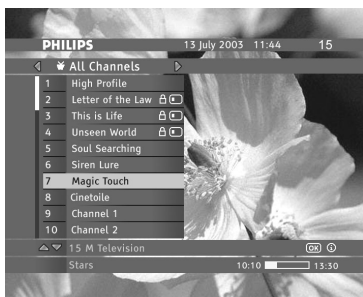 PHILIPS 13 July 2003 11:44 15
All Channels
1 High Profile
2 Letter of the Law
3 This is Life
4 Unseen World
5 Soul Searching
6 Siren Lure
7 Magic Touch
8 Cinetoile
9 Channel 1
10 Channel 2
15 M Television OK i
Stars 10:10 13:30